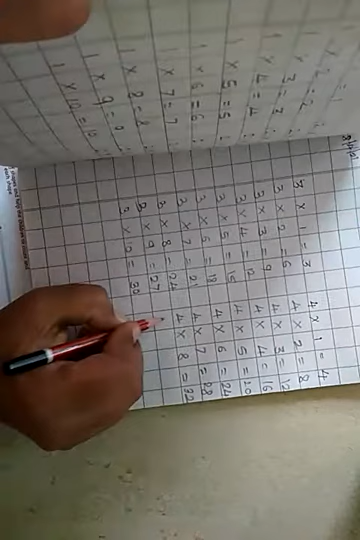 1 × 2 = 2
1 × 3 = 3
1 × 4 = 4
1 × 5 = 5
1 × 6 = 6
1 × 7 = 7
1 × 8 = 8
1 × 9 = 9
1 × 10 = 10
3 × 1 = 3
3 × 2 = 6
3 × 3 = 9
3 × 4 = 12
3 × 5 = 15
3 × 6 = 18
3 × 7 = 21
3 × 8 = 24
3 × 9 = 27
3 × 10 = 30
4 × 1 = 4
4 × 2 = 8
4 × 3 = 12
4 × 4 = 16
4 × 5 = 20
4 × 6 = 24
4 × 7 = 28
4 × 8 = 32